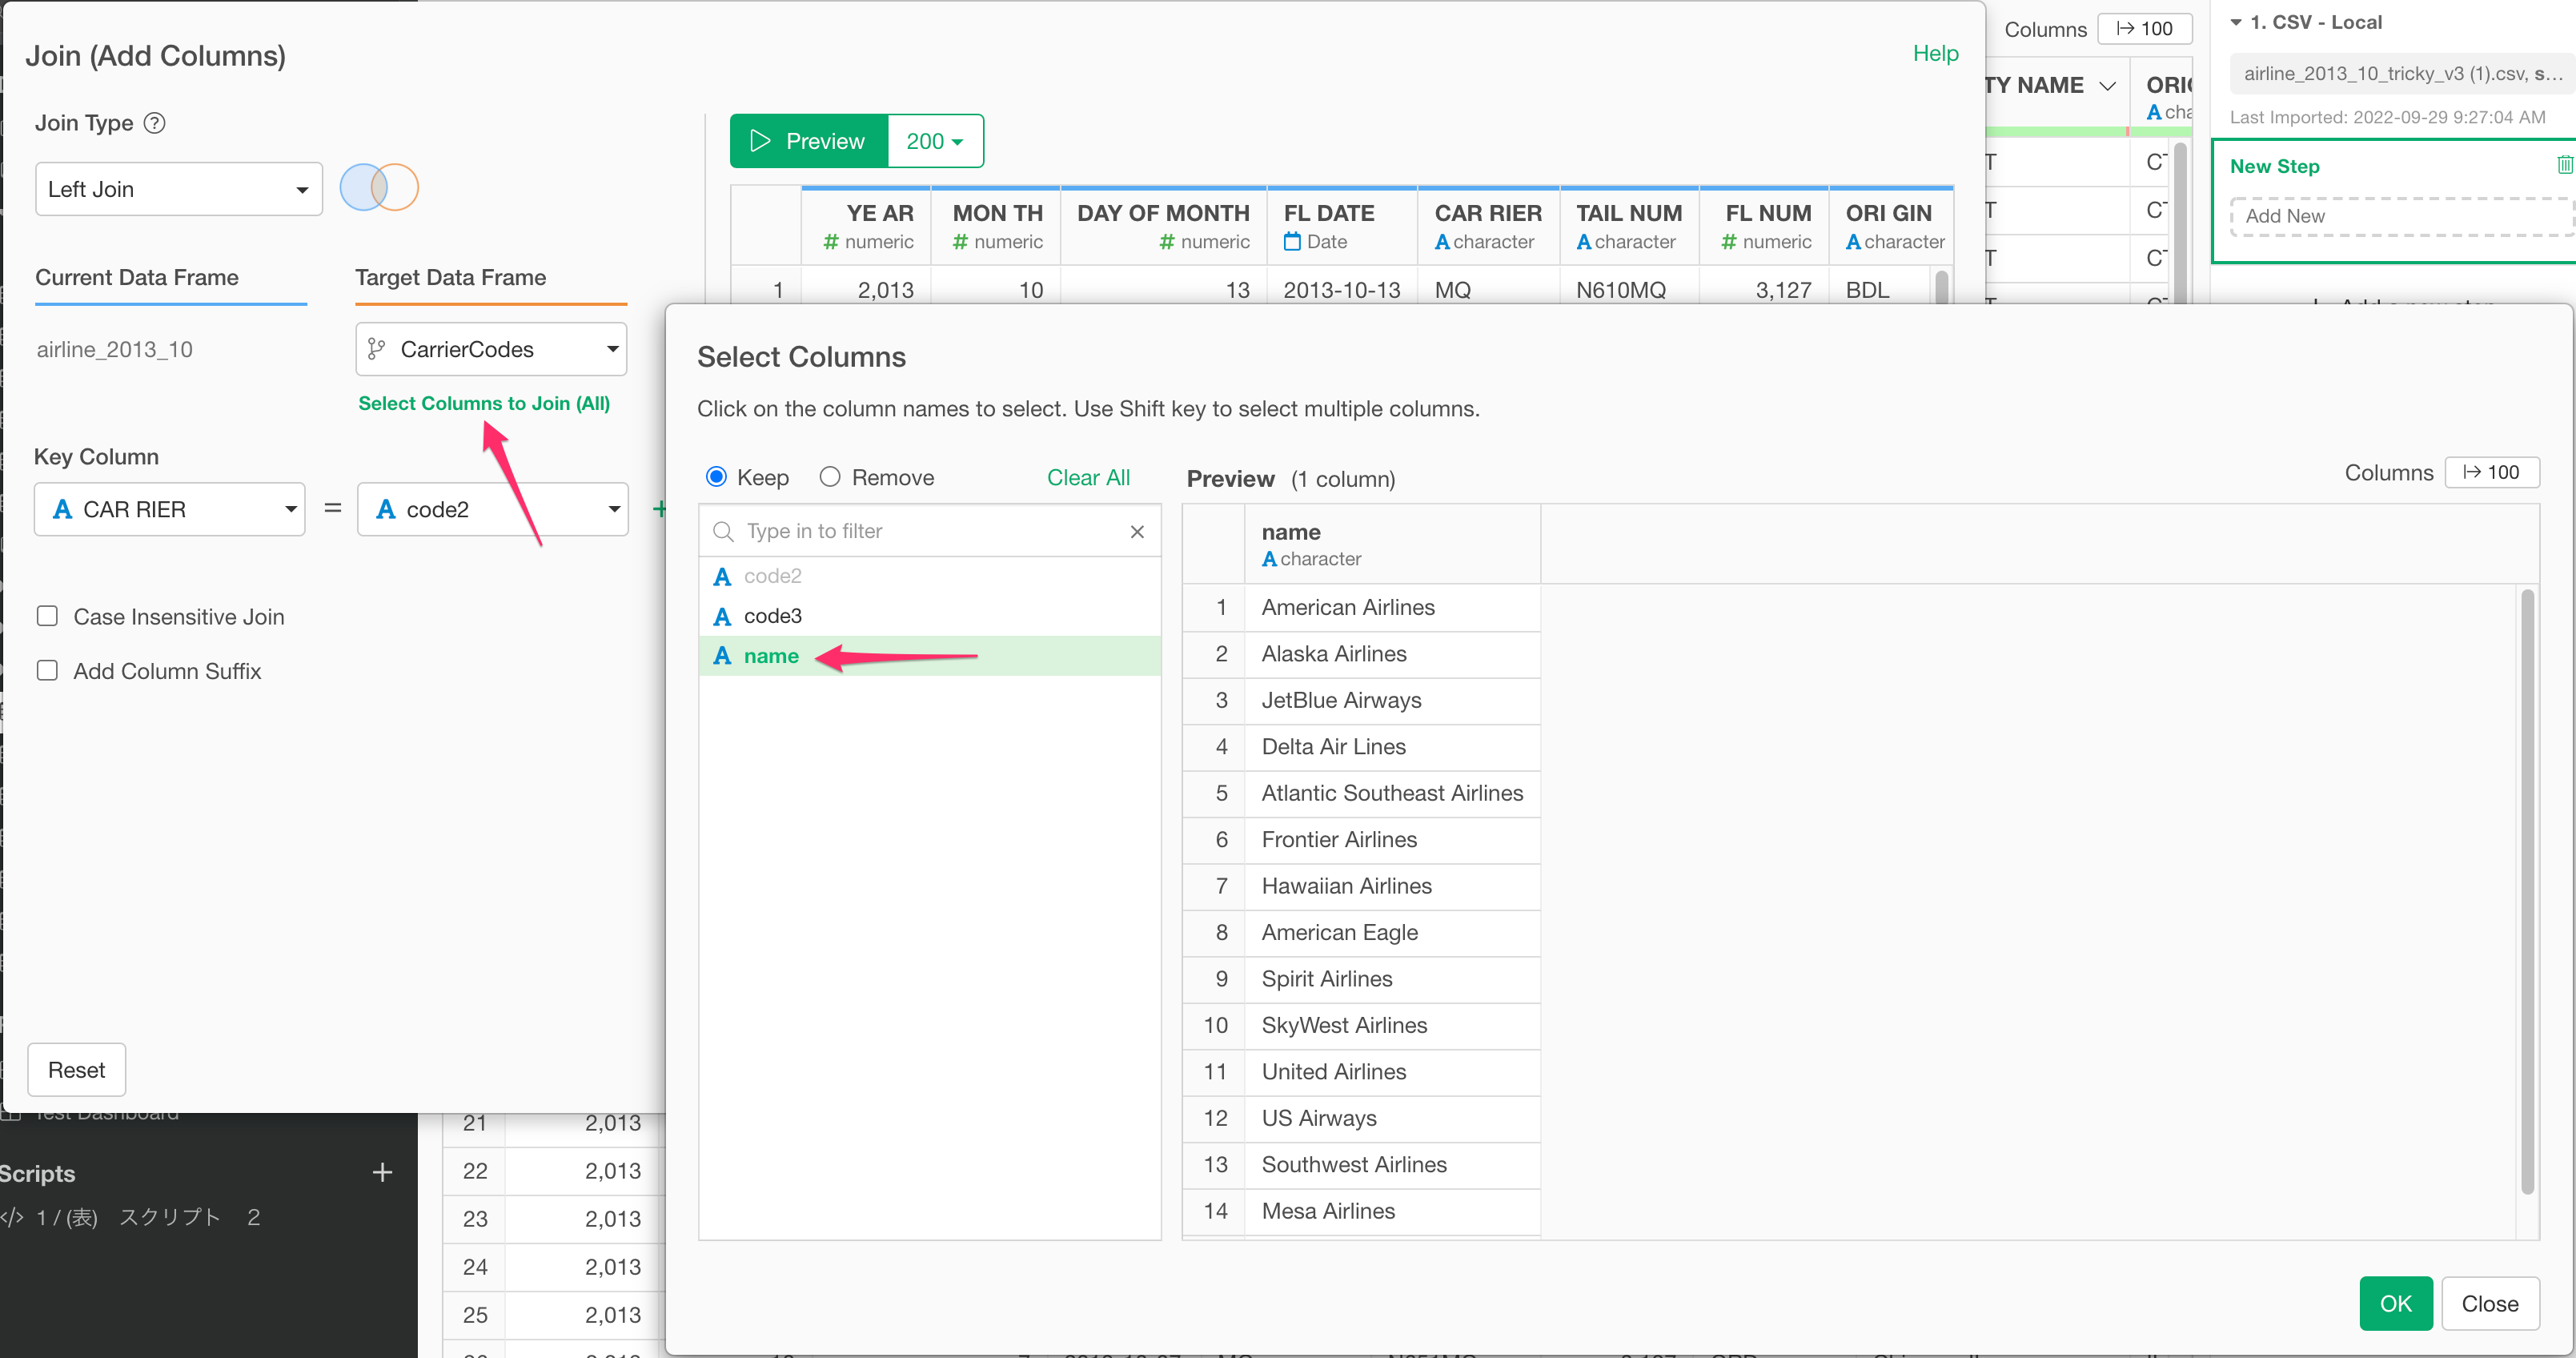 Join (Add Columns)
Help
Join Type ?
Left Join
Current Data Frame
Target Data Frame
airline_2013_10
CarrierCodes
Select Columns to Join (All)
Key Column
A CAR RIER
=
A code2
+
Case Insensitive Join
Add Column Suffix
Reset
Preview
200
YE AR
MON TH
DAY OF MONTH
FL DATE
CAR RIER
TAIL NUM
FL NUM
ORI GIN
# numeric
# numeric
# numeric
Date
A character
A character
# numeric
A character
1
2,013
10
13
2013-10-13
MQ
N610MQ
3,127
BDL
Columns
100
TY NAME
1. CSV - Local
airline_2013_10_tricky_v3 (1).csv, s...
Last Imported: 2022-09-29 9:27:04 AM
New Step
Add New
Select Columns
Click on the column names to select. Use Shift key to select multiple columns.
Keep
Remove
Clear All
Type in to filter
A code2
A code3
A name
Preview (1 column)
Columns
100
name
A character
1 American Airlines
2 Alaska Airlines
3 JetBlue Airways
4 Delta Air Lines
5 Atlantic Southeast Airlines
6 Frontier Airlines
7 Hawaiian Airlines
8 American Eagle
9 Spirit Airlines
10 SkyWest Airlines
11 United Airlines
12 US Airways
13 Southwest Airlines
14 Mesa Airlines
OK
Close
Test Dashboard
Scripts +
</> 1 / (表) スクリプト 2
21 2,013
22 2,013
23 2,013
24 2,013
25 2,013